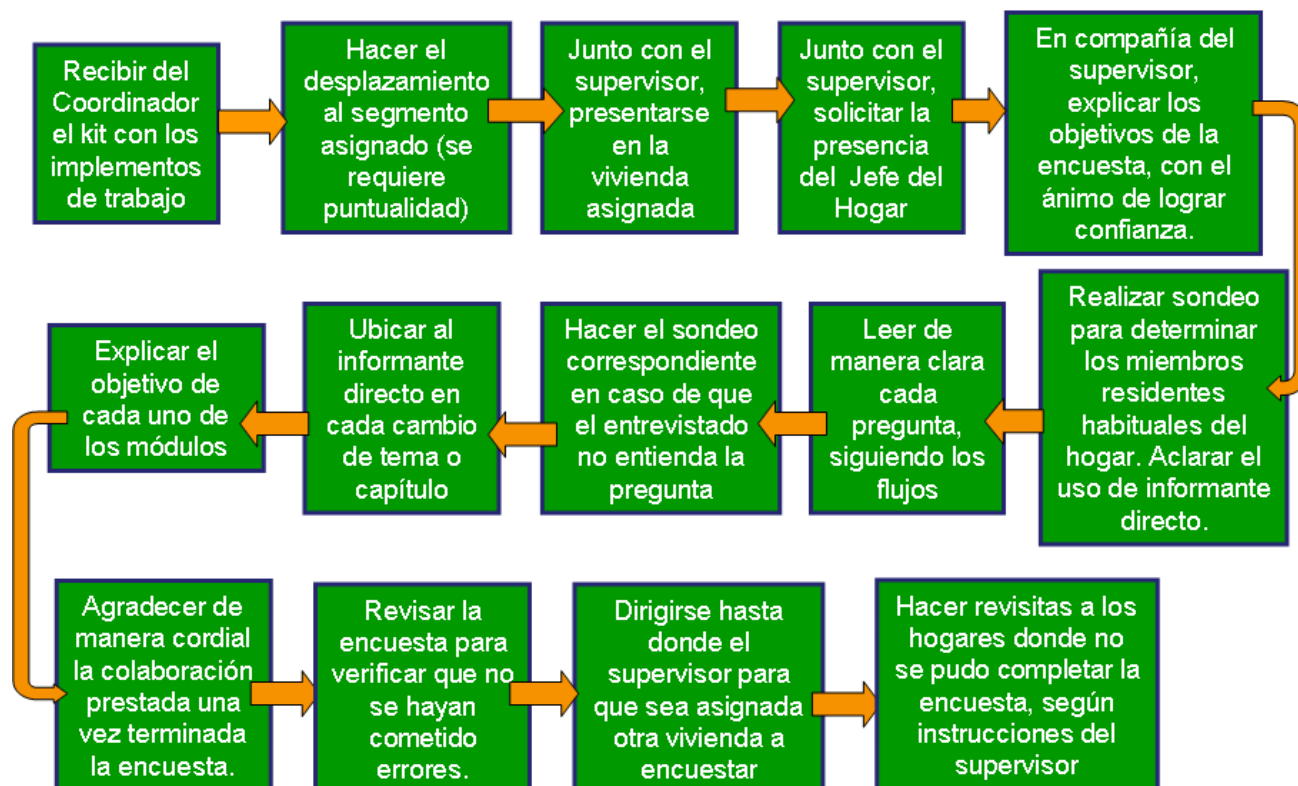 Recibir del
Coordinador
el kit con los
implementos
de trabajo
Hacer el
desplazamiento
al segmento
asignado (se
requiere
puntualidad)
Junto con el
supervisor,
presentarse
en la
vivienda
asignada
Junto con el
supervisor,
solicitar la
presencia
del Jefe del
Hogar
En compañía del
supervisor,
explicar los
objetivos de la
encuesta, con el
ánimo de lograr
confianza.
Realizar sondeo
para determinar
los miembros
residentes
habituales del
hogar. Aclarar el
uso de informante
directo.
Leer de
manera clara
cada
pregunta,
siguiendo los
flujos
Hacer el sondeo
correspondiente
en caso de que
el entrevistado
no entienda la
pregunta
Ubicar al
informante
directo en
cada cambio
de tema o
capítulo
Explicar el
objetivo de
cada uno de
los módulos
Agradecer de
manera cordial
la colaboración
prestada una
vez terminada
la encuesta.
Revisar la
encuesta para
verificar que no
se hayan
cometido
errores.
Dirigirse hasta
donde el
supervisor para
que sea asignada
otra vivienda a
encuestar
Hacer revisitas a los
hogares donde no
se pudo completar la
encuesta, según
instrucciones del
supervisor